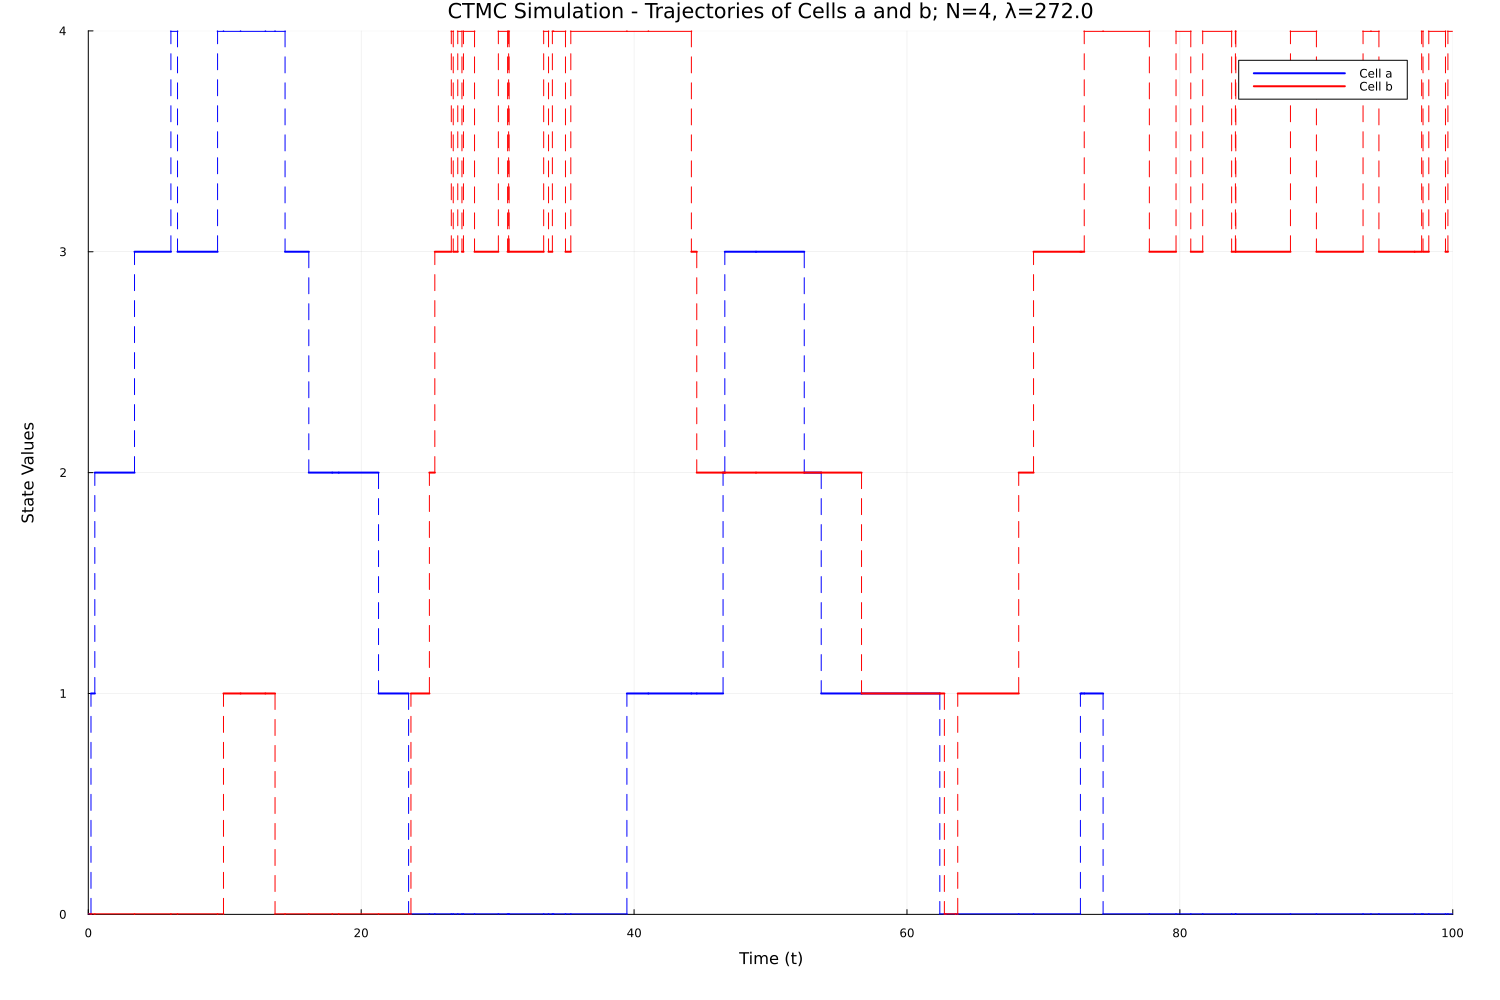 CTMC Simulation - Trajectories of Cells a and b; N=4, λ=272.0
4
Cell a
Cell b
3
State Values
2
1
0
0 20 40 60 80 100
Time (t)